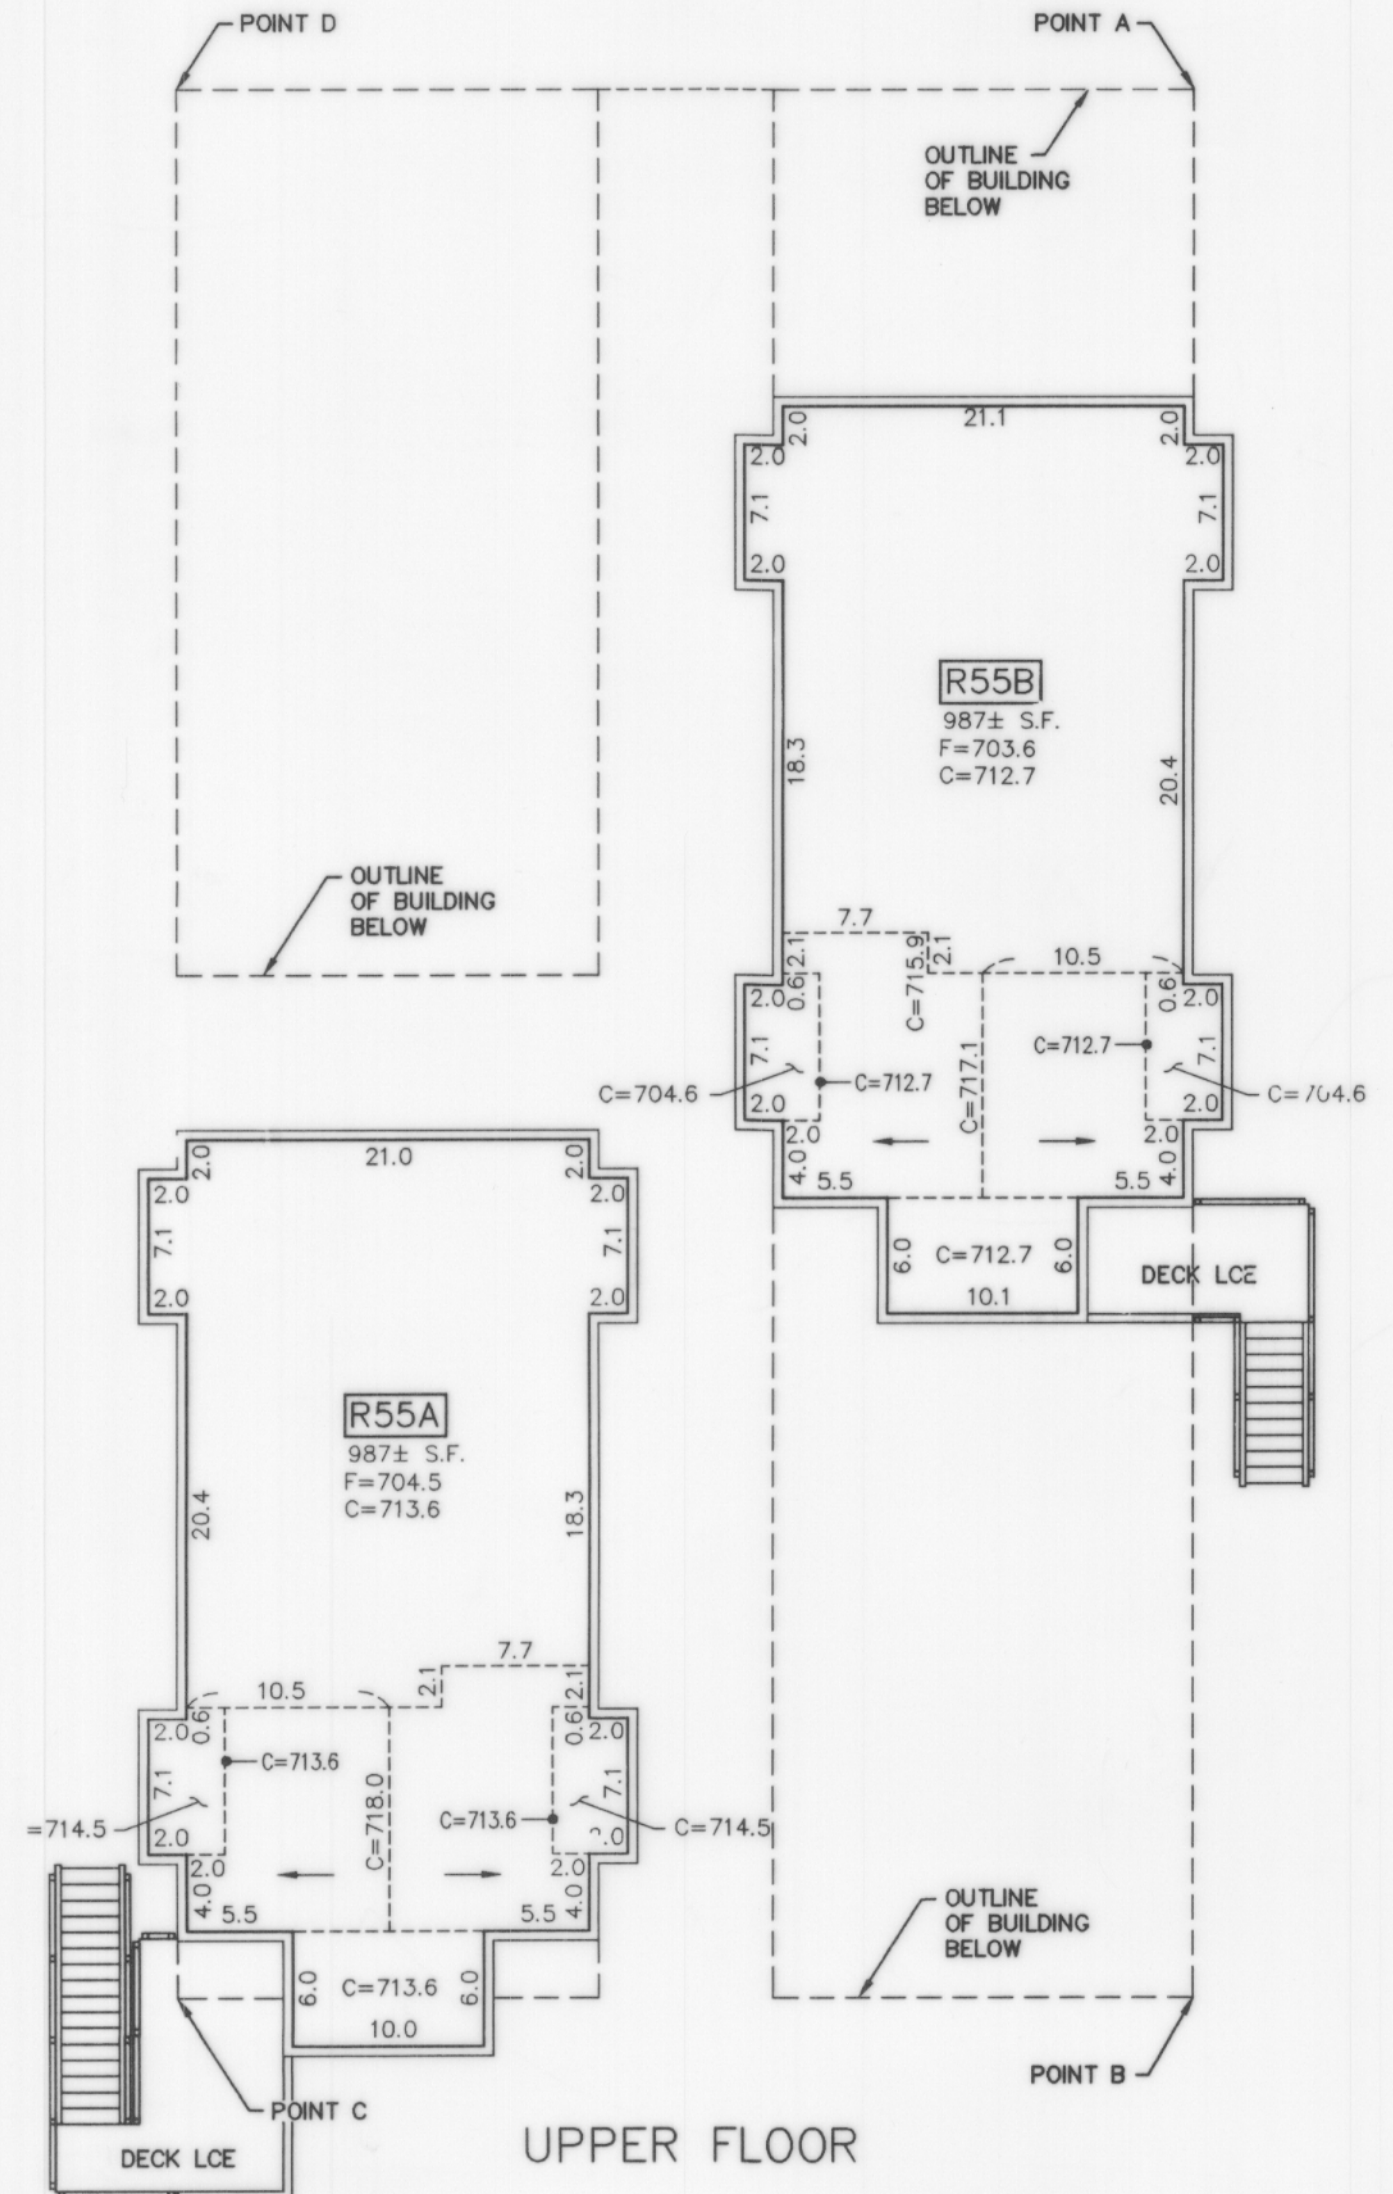 POINT D
POINT A
OUTLINE
OF BUILDING
BELOW
2.0
21.1
2.0
2.0
2.0
7.1
7.1
2.0
2.0
R55B
987± S.F.
F=703.6
C=712.7
18.3
20.4
OUTLINE
OF BUILDING
BELOW
7.7
2.1
C=715.9
2.1
10.5
2.0
0.6
0.6
2.0
7.1
C=712.7
7.1
C=717.1
C=712.7
C=704.6
C=704.6
2.0
2.0
2.0
2.0
4.0
5.5
5.5
4.0
6.0
C=712.7
6.0
10.1
DECK LCE
2.0
21.0
2.0
2.0
2.0
7.1
7.1
2.0
2.0
R55A
987± S.F.
F=704.5
C=713.6
20.4
18.3
7.7
2.1
2.1
10.5
2.0
0.6
0.6
2.0
C=713.6
7.1
7.1
C=718.0
C=713.6
=714.5
C=714.5
2.0
.0
2.0
2.0
4.0
5.5
5.5
4.0
6.0
C=713.6
6.0
10.0
OUTLINE
OF BUILDING
BELOW
POINT B
POINT C
DECK LCE
UPPER FLOOR